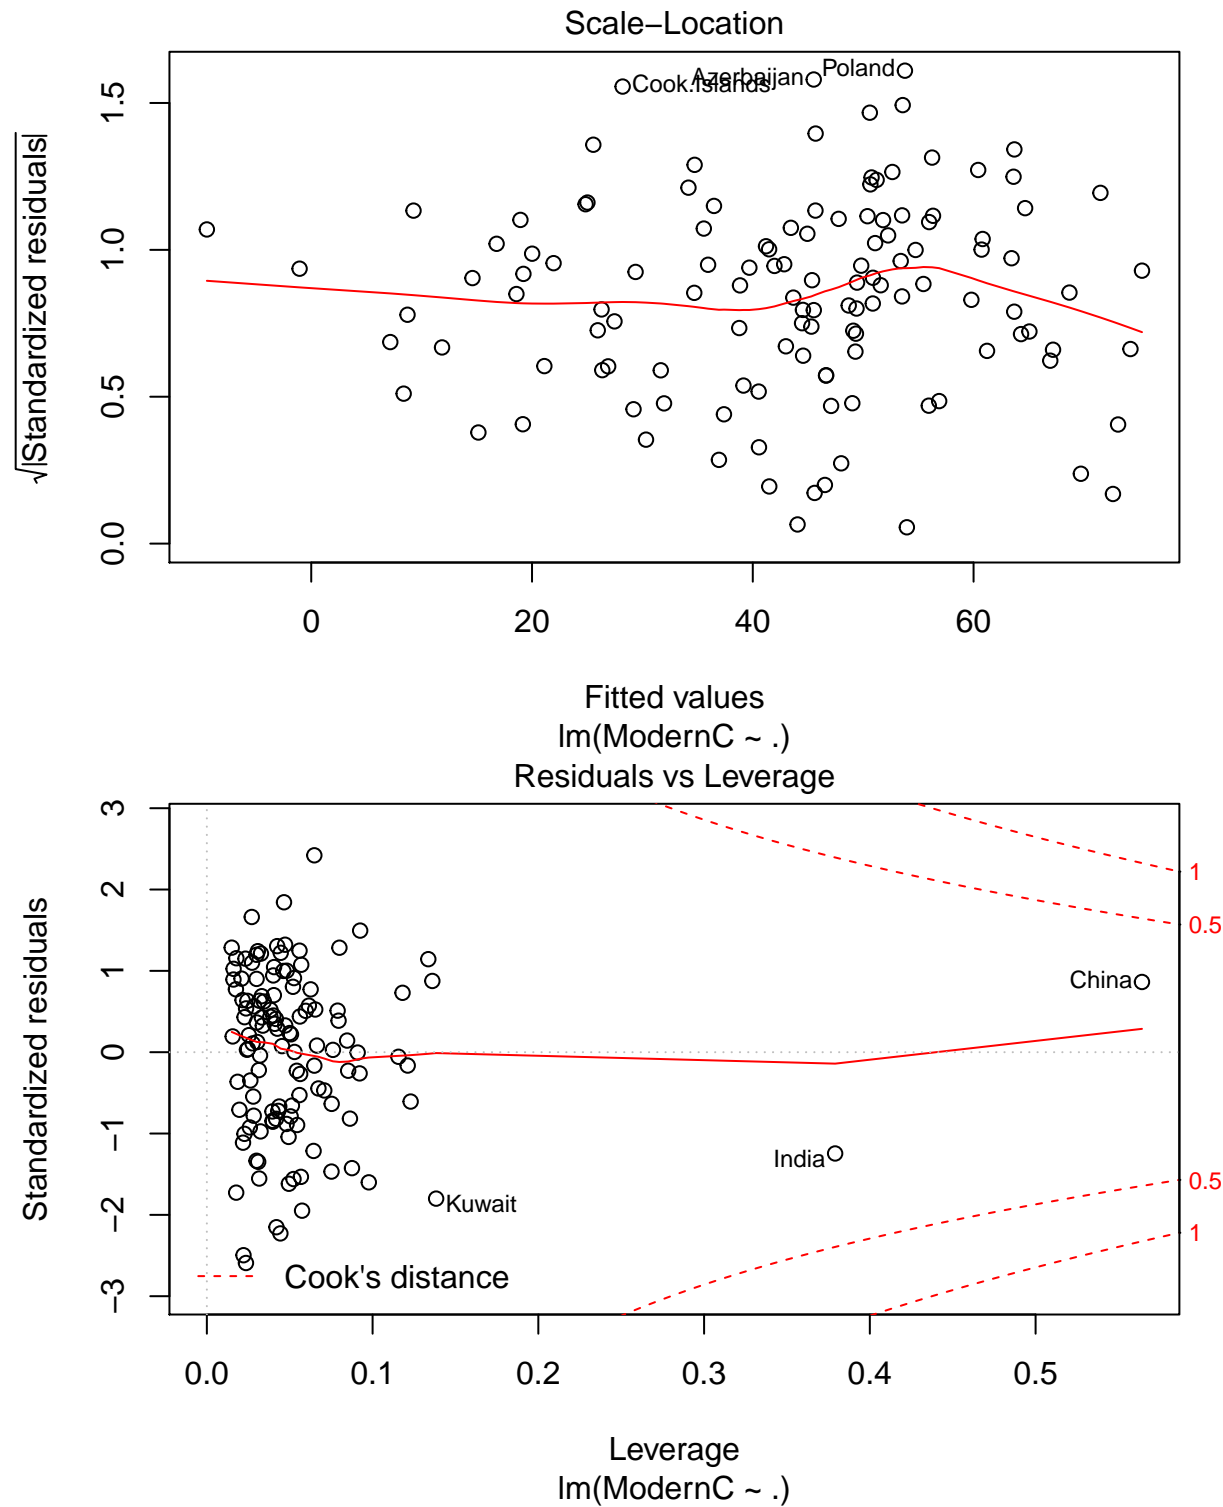 Scale−Location
√|Standardized residuals|
1.5
1.0
0.5
0.0
Cook.Islands
Azerbaijan
Poland
0 20 40 60
Fitted values
lm(ModernC ~ .)
Residuals vs Leverage
Standardized residuals
3
2
1
0
−1
−2
−3
1
0.5
China
India
Kuwait
0.5
1
Cook's distance
0.0 0.1 0.2 0.3 0.4 0.5
Leverage
lm(ModernC ~ .)